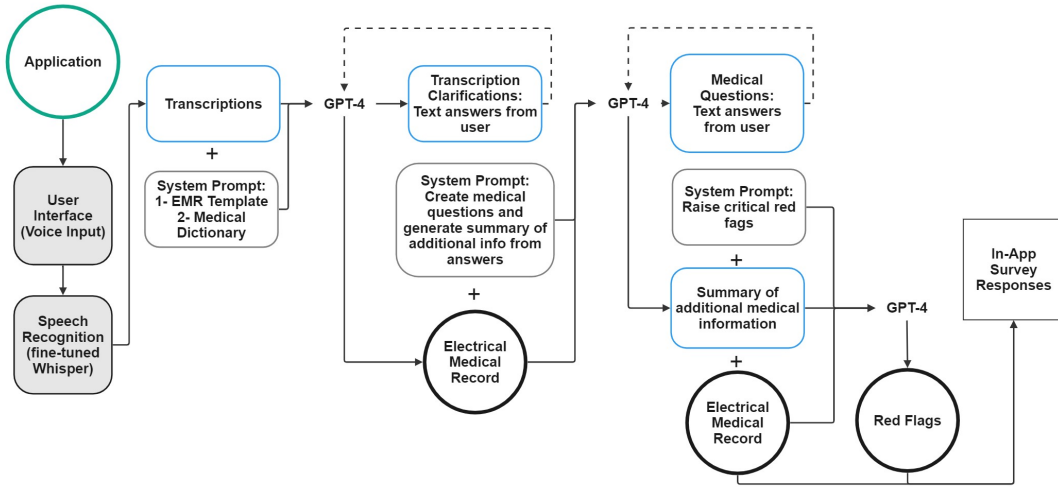 Application
User
Interface
(Voice Input)
Speech
Recognition
(fine-tuned
Whisper)
Transcriptions
+
System Prompt:
1- EMR Template
2- Medical
Dictionary
GPT-4
Transcription
Clarifications:
Text answers from
user
System Prompt:
Create medical
questions and
generate summary of
additional info from
answers
+
Electrical
Medical
Record
GPT-4
Medical
Questions:
Text answers
from user
System Prompt:
Raise critical red
fags
+
Summary of
additional medical
information
+
Electrical
Medical
Record
GPT-4
Red Flags
In-App
Survey
Responses